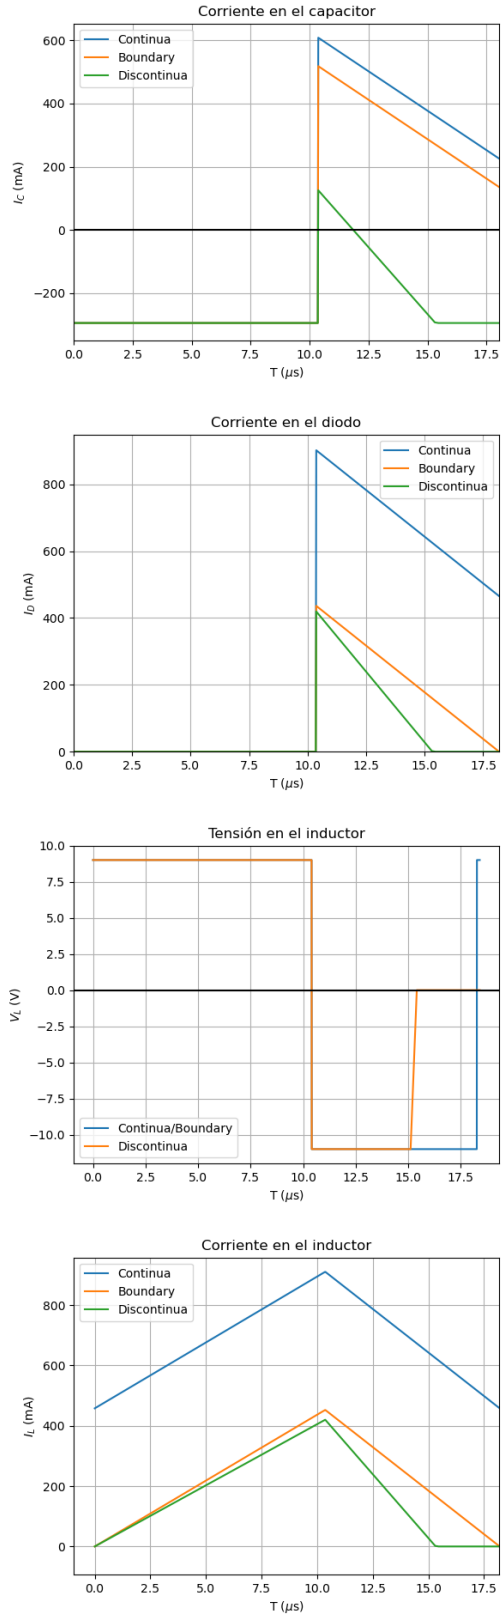 Corriente en el capacitor
600
400
200
0
−200
I_C (mA)
Continua
Boundary
Discontinua
0.0 2.5 5.0 7.5 10.0 12.5 15.0 17.5
T (μs)
Corriente en el diodo
800
600
400
200
0
I_D (mA)
Continua
Boundary
Discontinua
0.0 2.5 5.0 7.5 10.0 12.5 15.0 17.5
T (μs)
Tensión en el inductor
10.0
7.5
5.0
2.5
0.0
−2.5
−5.0
−7.5
−10.0
V_L (V)
Continua/Boundary
Discontinua
0.0 2.5 5.0 7.5 10.0 12.5 15.0 17.5
T (μs)
Corriente en el inductor
800
600
400
200
0
I_L (mA)
Continua
Boundary
Discontinua
0.0 2.5 5.0 7.5 10.0 12.5 15.0 17.5
T (μs)